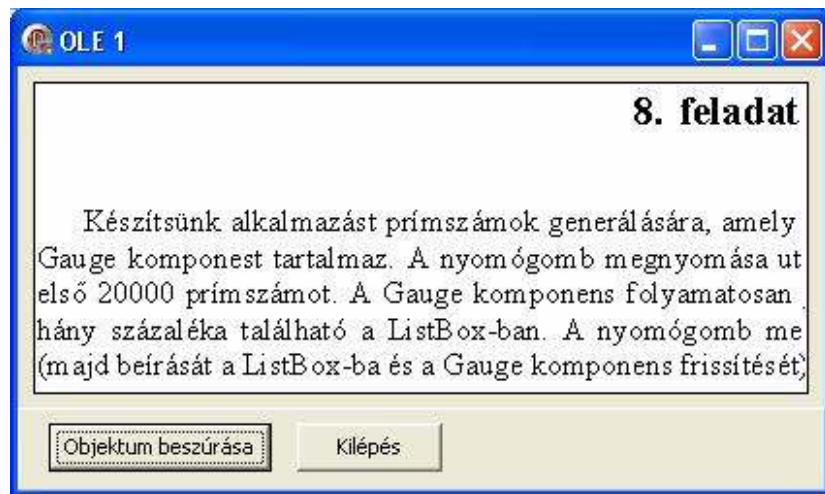 OLE 1
8. feladat
Készítsünk alkalmazást prímszámok generálására, amely
Gauge komponest tartalmaz. A nyomógomb megnyomása ut
első 20000 prímszámot. A Gauge komponens folyamatosan
hány százaléka található a ListBox-ban. A nyomógomb me
(majd beírását a ListBox-ba és a Gauge komponens frissítését)
Objektum beszúrása
Kilépés